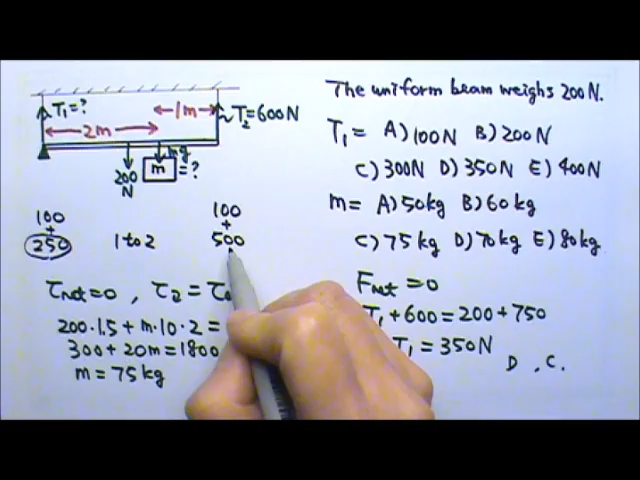 The uniform beam weighs 200N.
T₁=?
1m
T₂=600N
2m
mg
200
N
m =?
T₁= A) 100N B) 200N
C) 300N D) 350N E) 400N
m= A) 50kg B) 60kg
C) 75kg D) 70kg E) 80kg
100
+
250
1 to 2
100
+
500
τnet=0, τ₂=
200·1.5+m·10·2=
300+20m=1800
m=75kg
Fnet=0
T₁+600=200+750
T₁=350N
D, C.